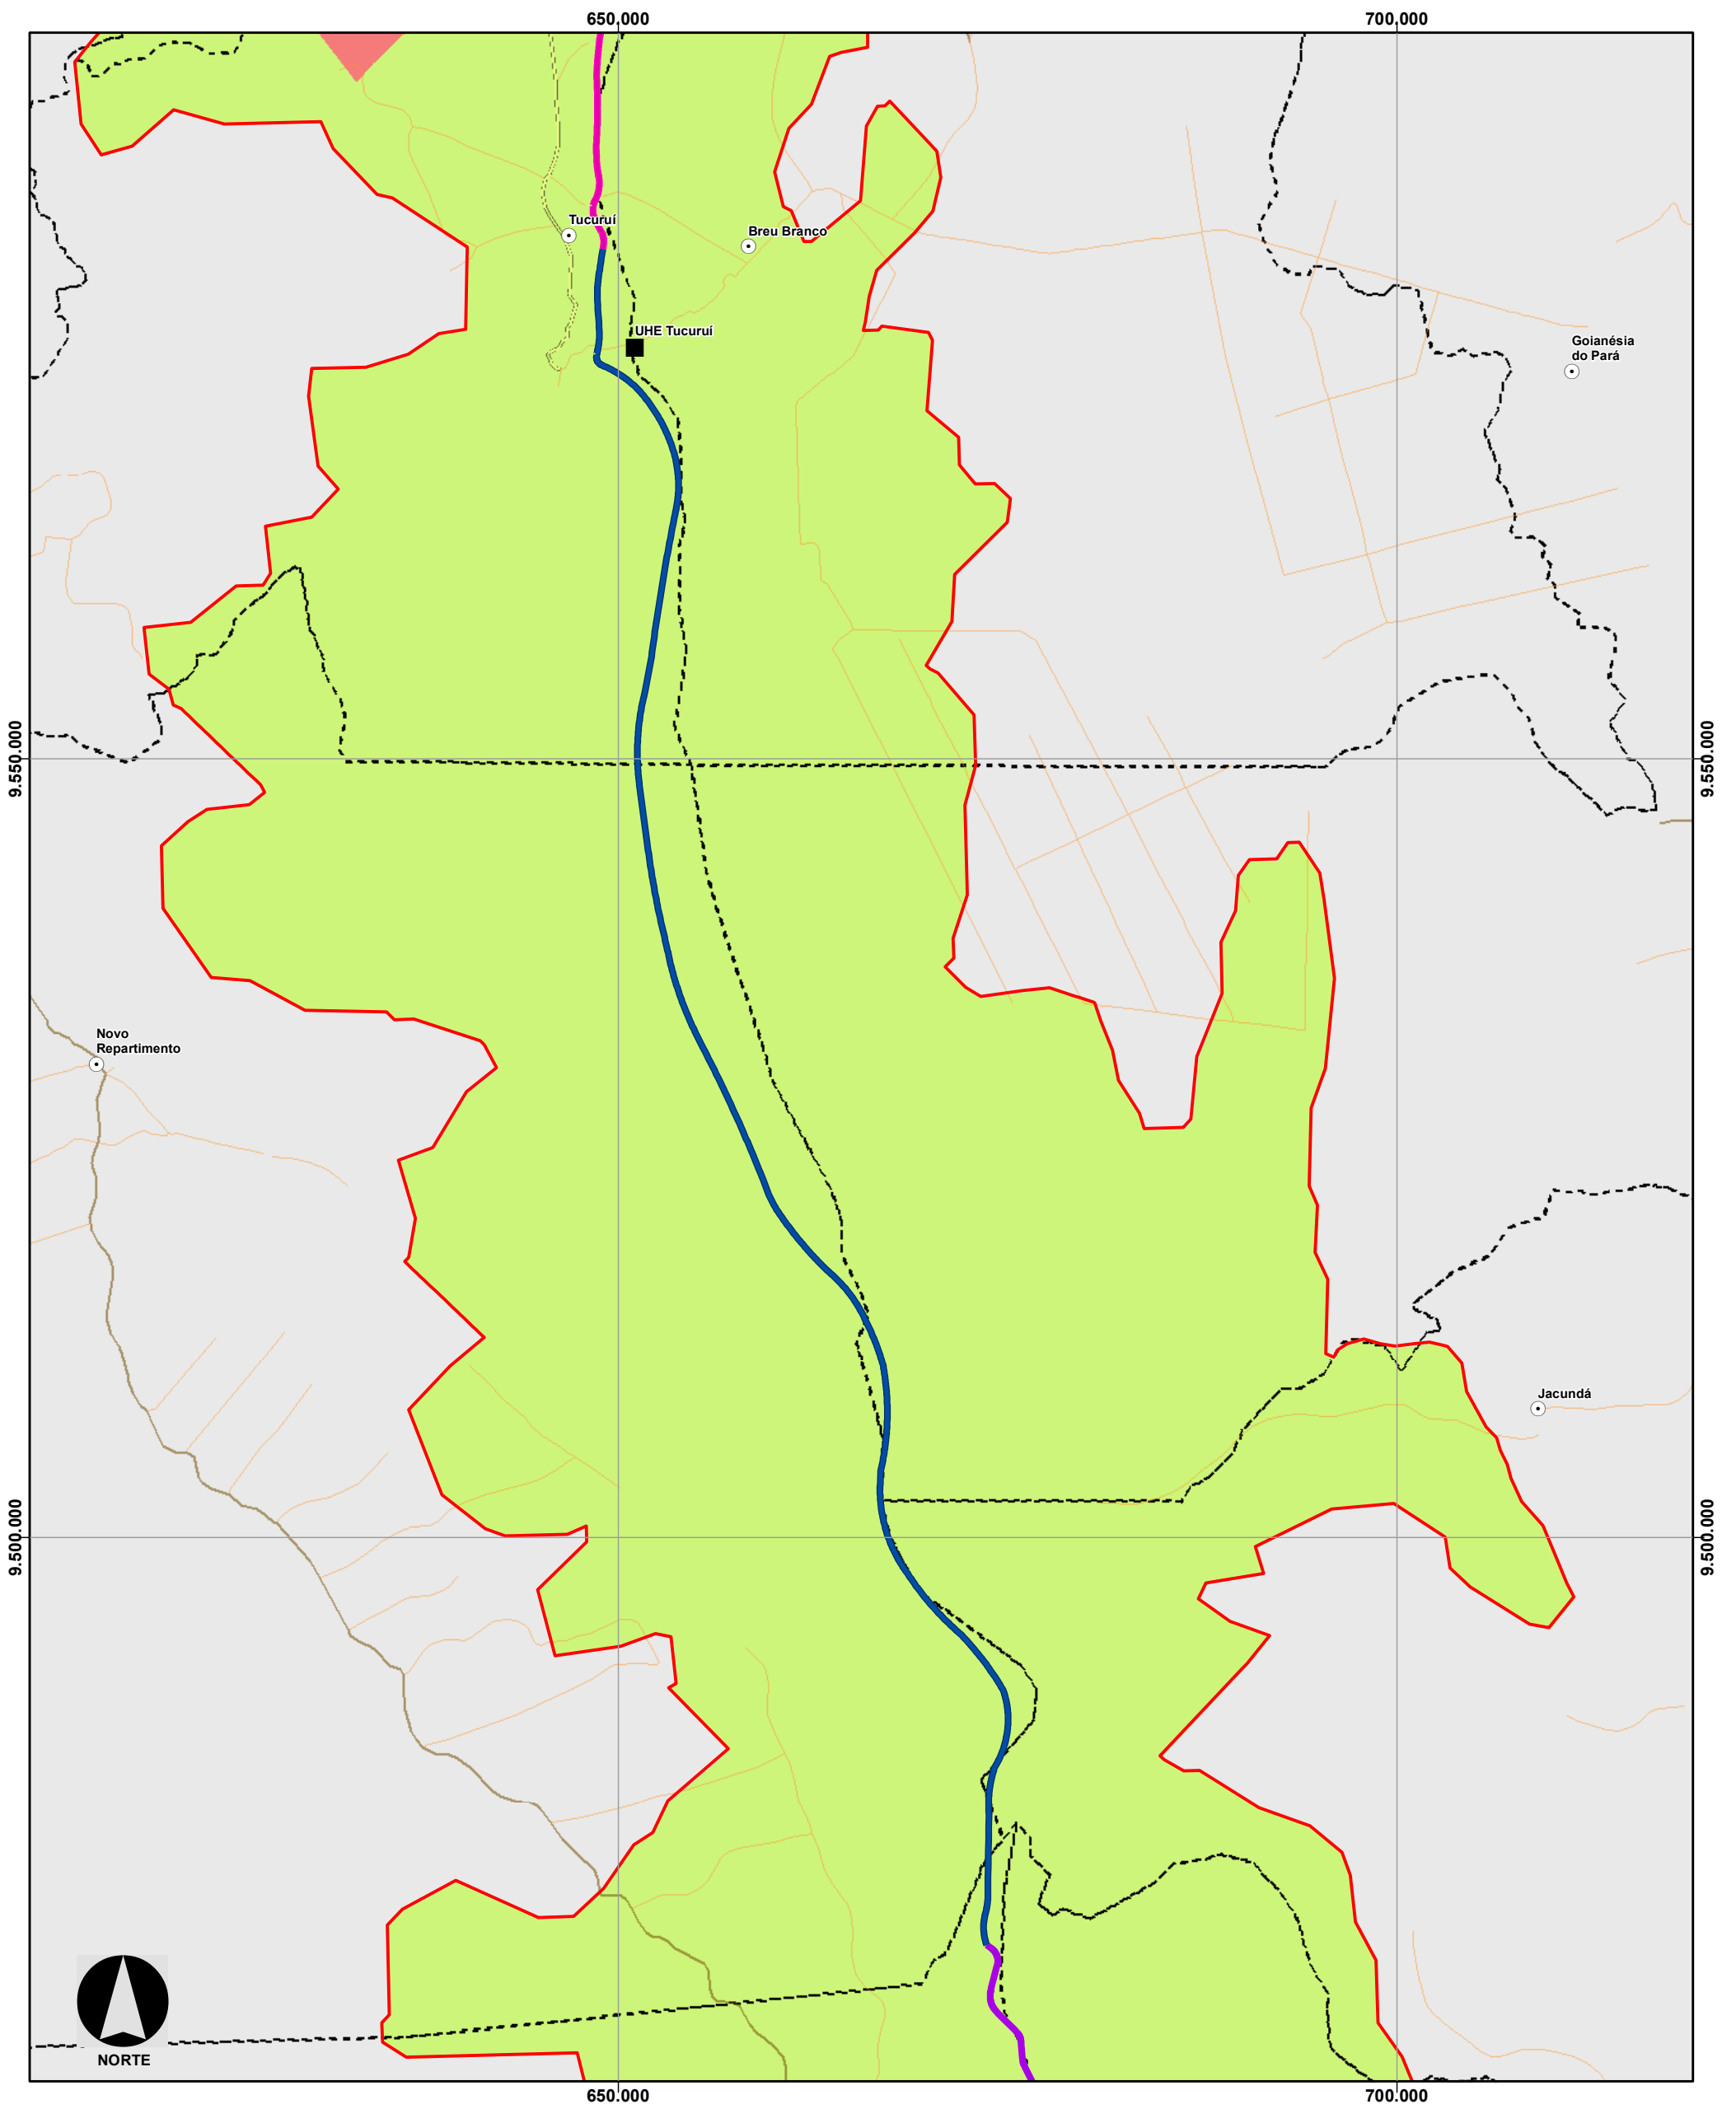 650.000 700.000
Tucuruí
Breu Branco
UHE Tucuruí
Goianésia
do Pará
9.550.000 9.550.000
Novo
Repartimento
Jacundá
9.500.000 9.500.000
NORTE
650.000 700.000